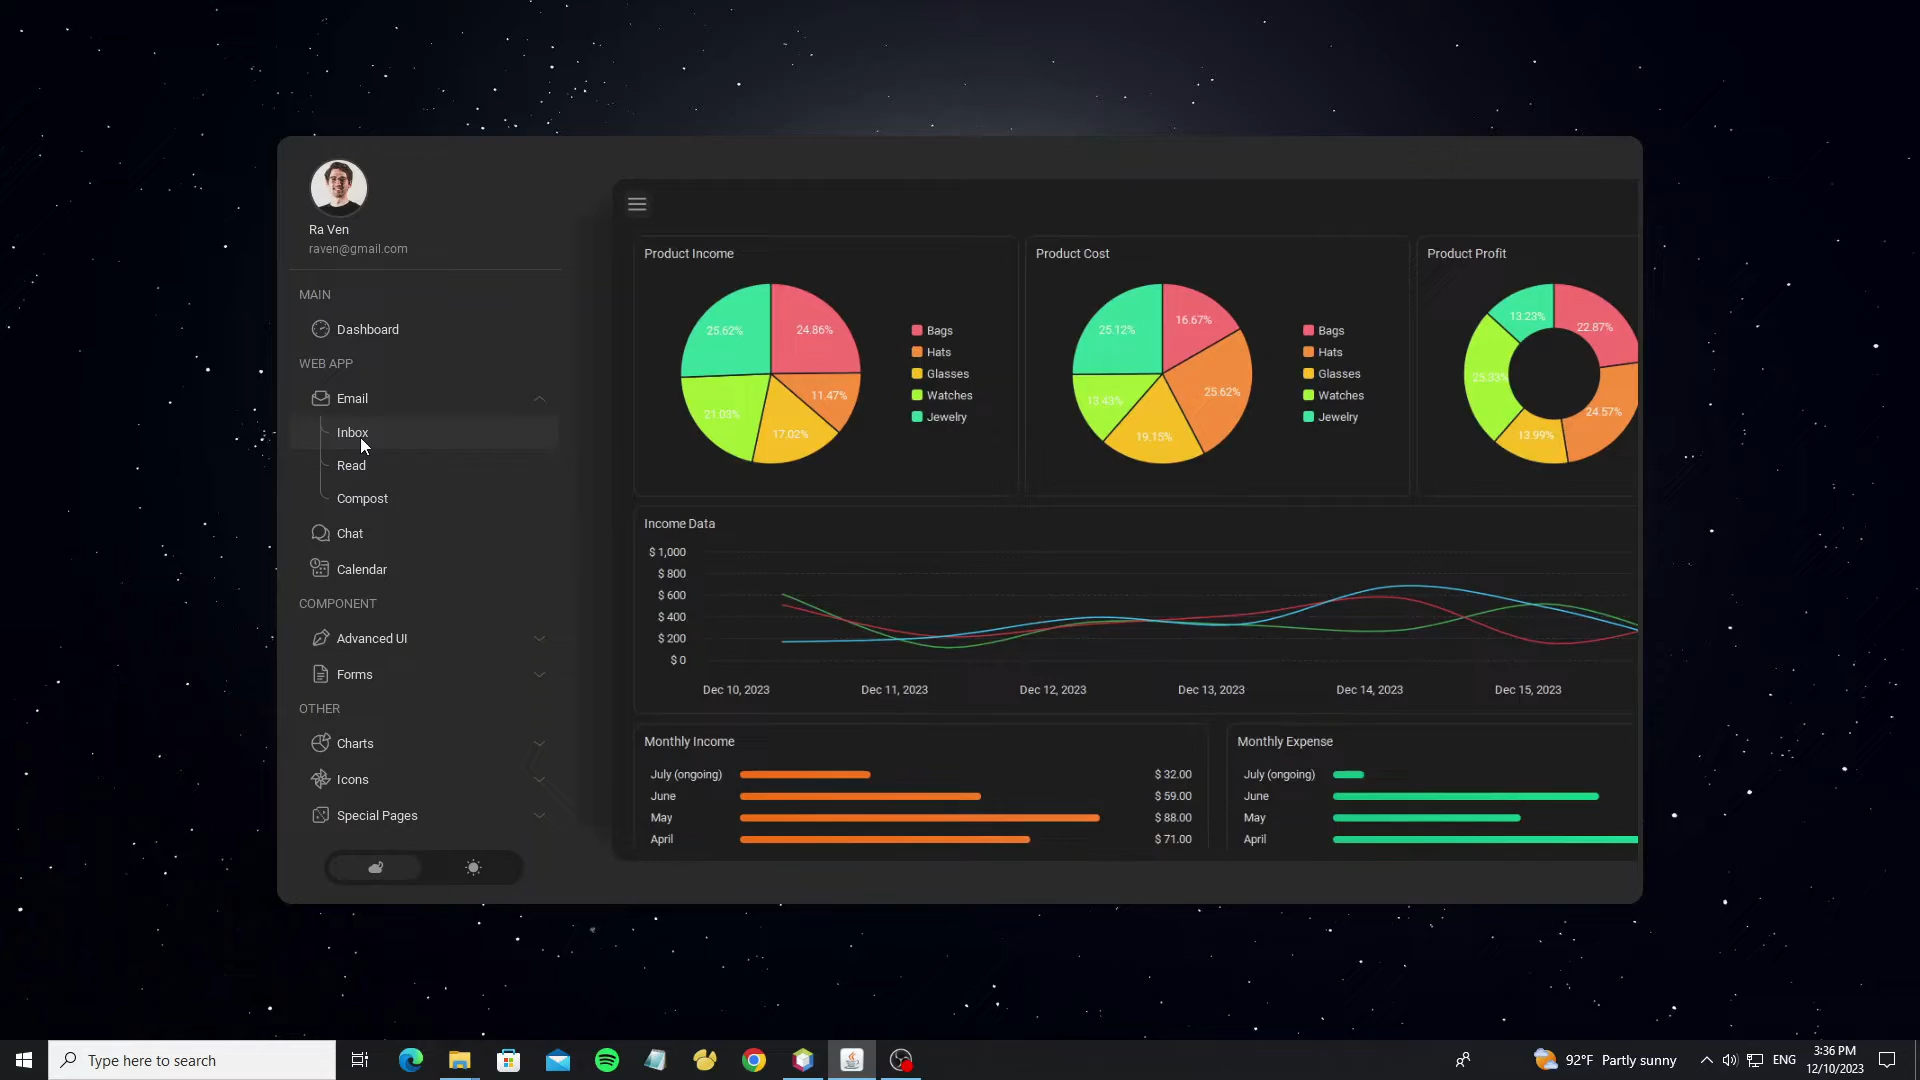 Ra Ven
raven@gmail.com
MAIN
Dashboard
WEB APP
Email
Inbox
Read
Compost
Chat
Calendar
COMPONENT
Advanced UI
Forms
OTHER
Charts
Icons
Special Pages
Product Income
25.62%
24.86%
11.47%
21.03%
17.02%
Bags
Hats
Glasses
Watches
Jewelry
Product Cost
16.67%
25.12%
25.62%
13.43%
19.15%
Bags
Hats
Glasses
Watches
Jewelry
Product Profit
13.23%
22.87%
25.33%
24.57%
13.99%
Income Data
$ 1,000
$ 800
$ 600
$ 400
$ 200
$ 0
Dec 10, 2023 Dec 11, 2023 Dec 12, 2023 Dec 13, 2023 Dec 14, 2023 Dec 15, 2023
Monthly Income
July (ongoing) $ 32.00
June $ 59.00
May $ 88.00
April $ 71.00
Monthly Expense
July (ongoing)
June
May
April
Type here to search
92°F Partly sunny
ENG
3:36 PM
12/10/2023